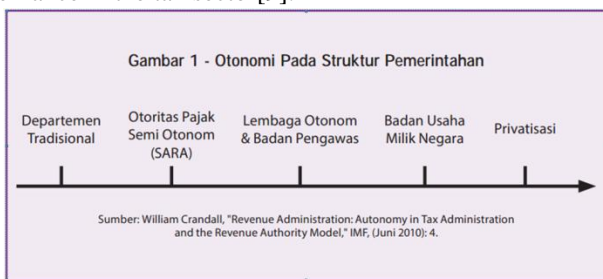 Gambar 1 - Otonomi Pada Struktur Pemerintahan
Departemen
Tradisional
Otoritas Pajak
Semi Otonom
(SARA)
Lembaga Otonom
& Badan Pengawas
Badan Usaha
Milik Negara
Privatisasi
Sumber: William Crandall, "Revenue Administration: Autonomy in Tax Administration
and the Revenue Authority Model," IMF, (Juni 2010): 4.